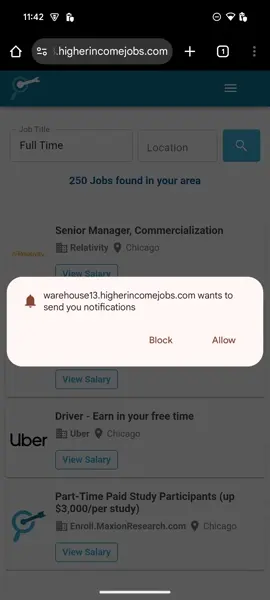 11:42
.higherincomejobs.com
1
Job Title
Full Time
Location
250 Jobs found in your area
Senior Manager, Commercialization
Relativity Chicago
View Salary
warehouse13.higherincomejobs.com wants to
send you notifications
Block Allow
View Salary
Driver - Earn in your free time
Uber
Uber Chicago
View Salary
Part-Time Paid Study Participants (up
$3,000/per study)
Enroll.MaxionResearch.com Chicago
View Salary